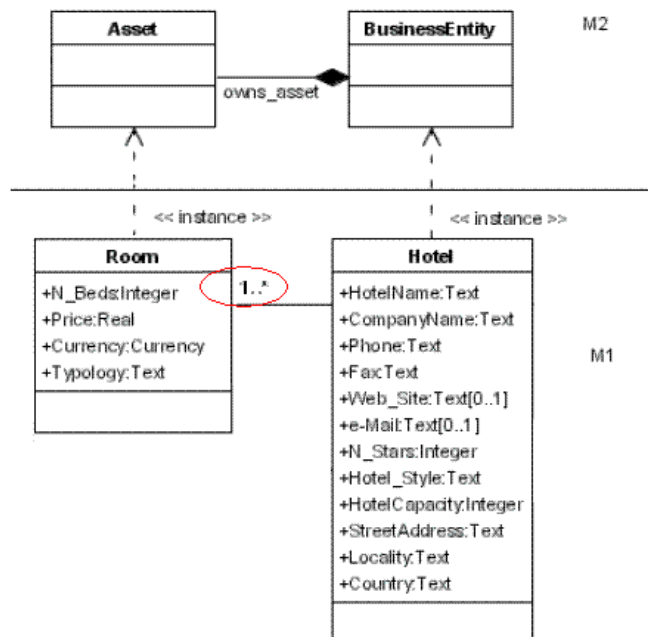 Asset
BusinessEntity
M2
owns_asset
<< instance >>
<< instance >>
Room
Hotel
+N_Beds:Integer
+Price:Real
+Currency:Currency
+Typology:Text
1..*
+HotelName:Text
+CompanyName:Text
+Phone:Text
+Fax:Text
+Web_Site:Text[0..1]
+e-Mail:Text[0..1]
+N_Stars:Integer
+Hotel_Style:Text
+HotelCapacity:Integer
+StreetAddress:Text
+Locality:Text
+Country:Text
M1